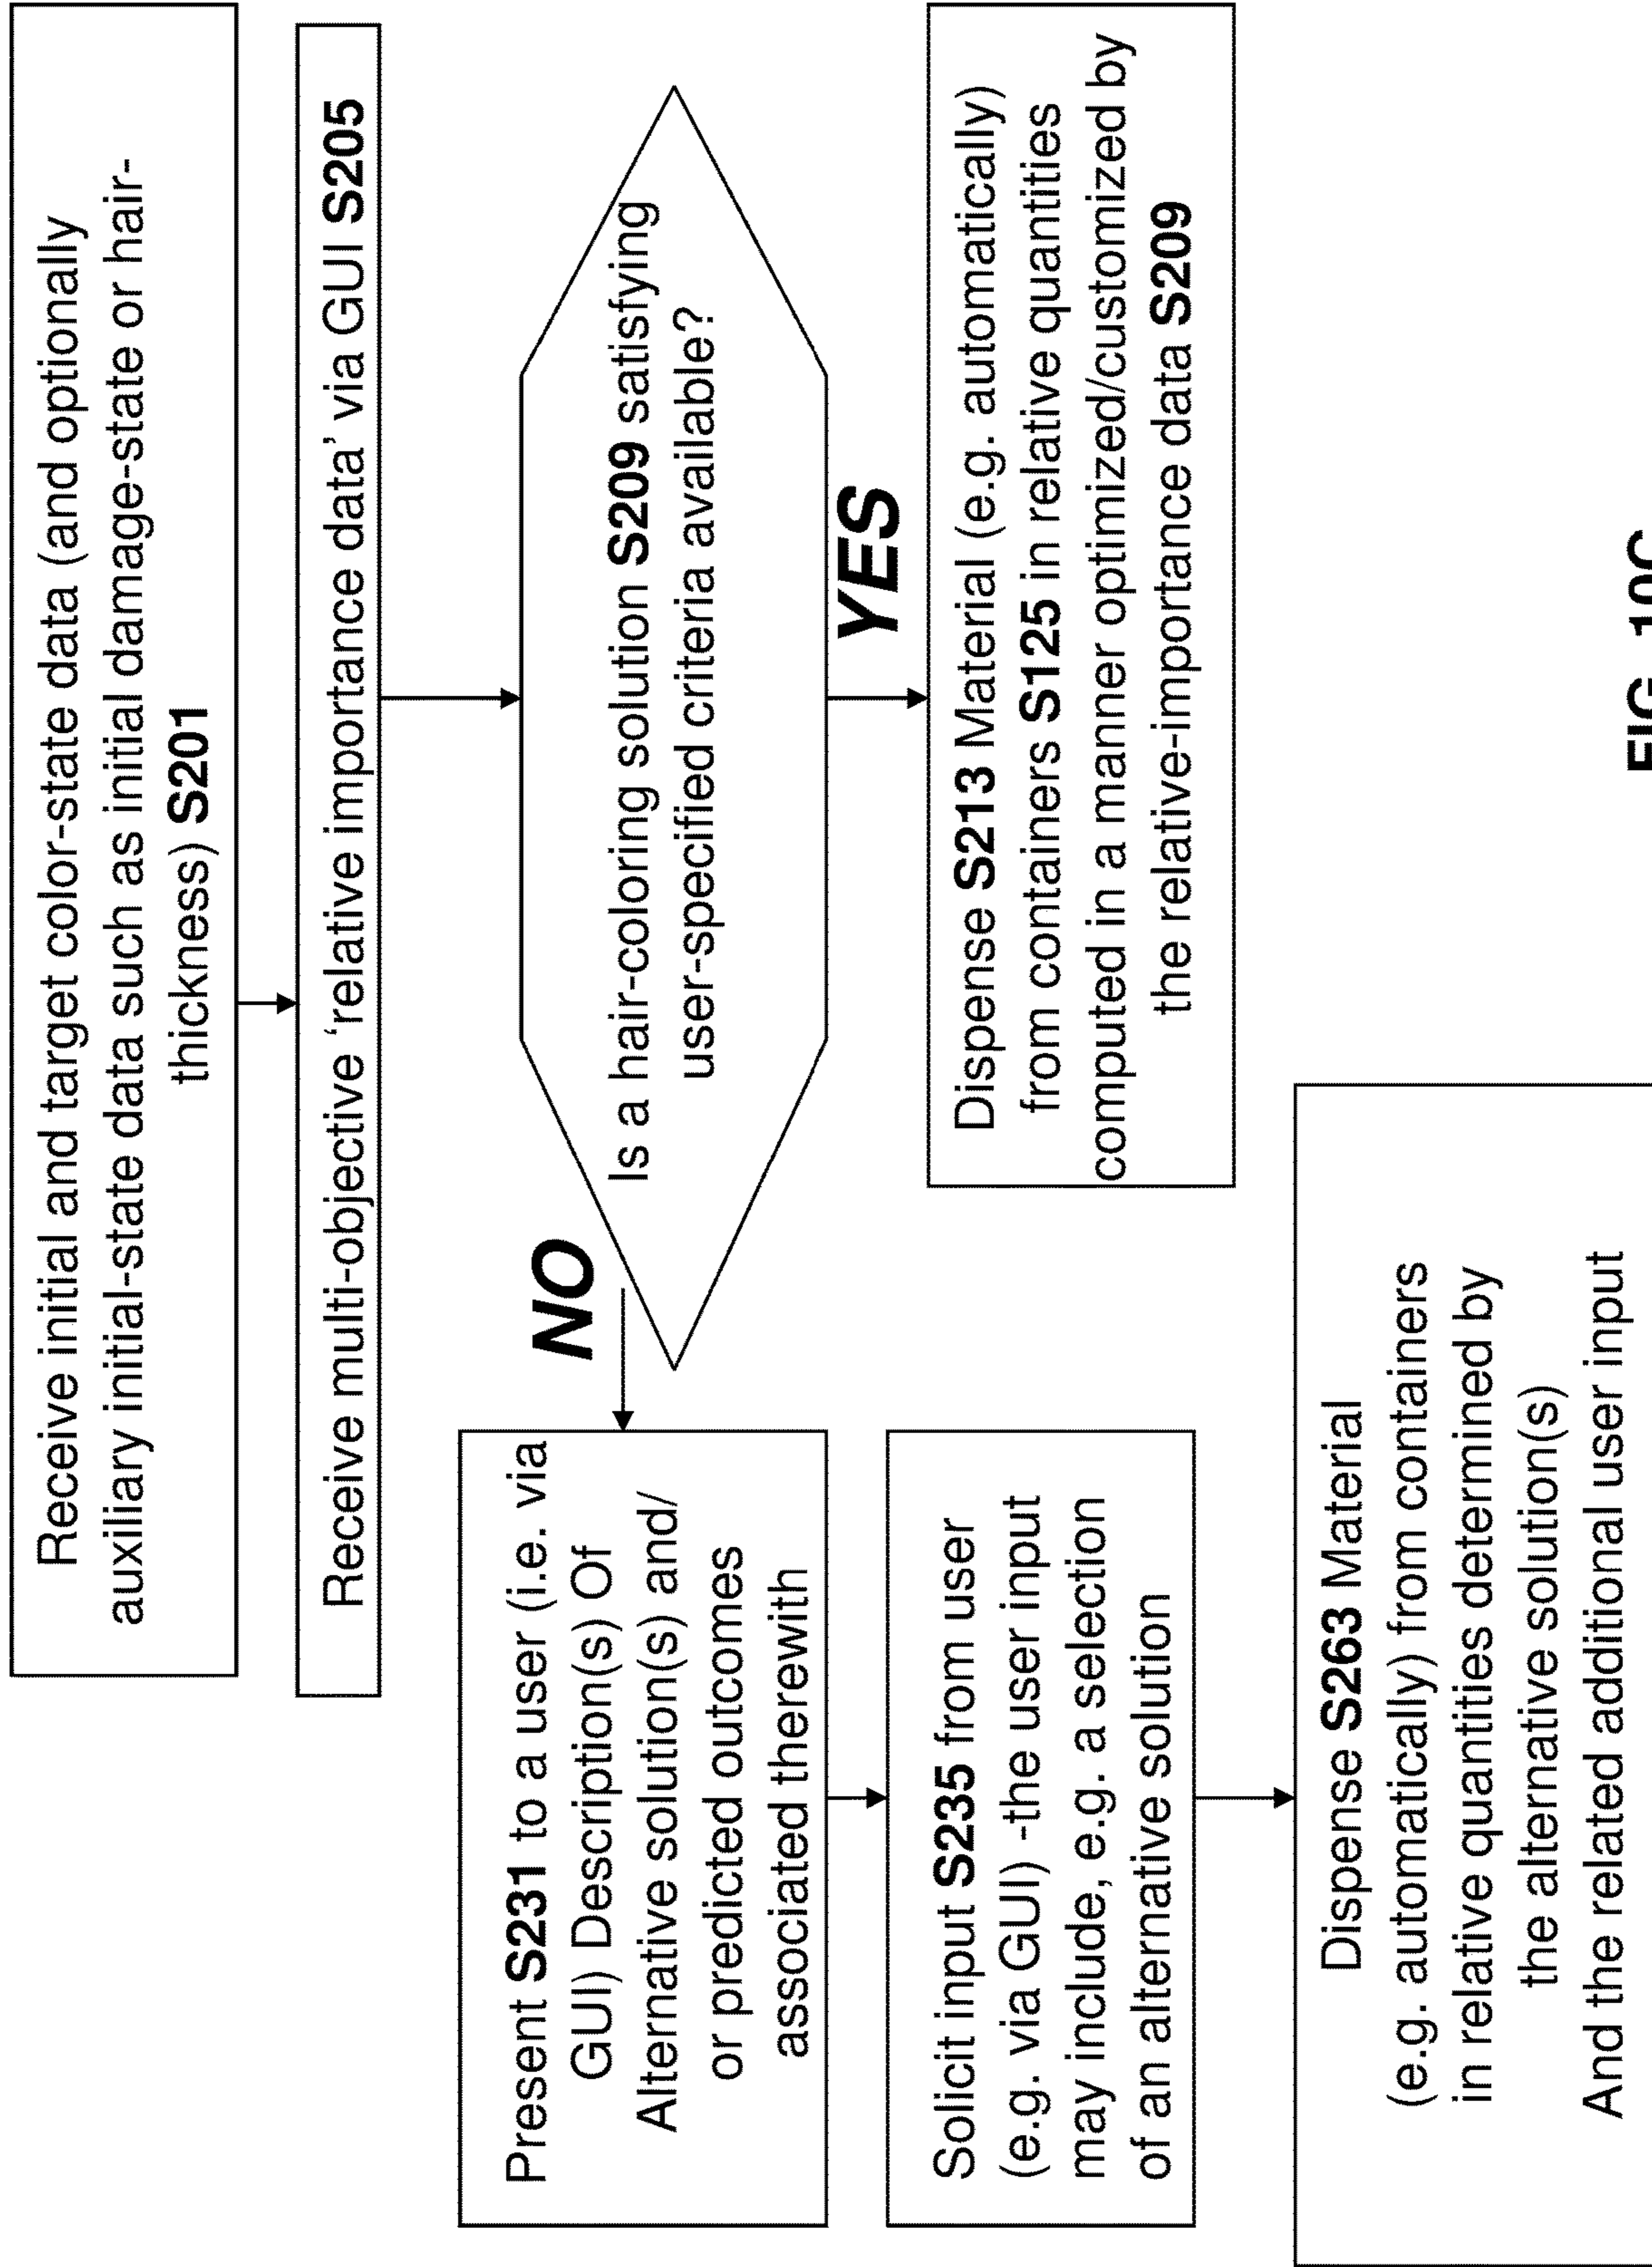 Receive initial and target color-state data (and optionally
auxiliary initial-state data such as initial damage-state or hair-
thickness) S201
Receive multi-objective ‘relative importance data’ via GUI S205
Is a hair-coloring solution S209 satisfying
user-specified criteria available?
NO
YES
Present S231 to a user (i.e. via
GUI) Description(s) Of
Alternative solution(s) and/
or predicted outcomes
associated therewith
Solicit input S235 from user
(e.g. via GUI) -the user input
may include, e.g. a selection
of an alternative solution
Dispense S213 Material (e.g. automatically)
from containers S125 in relative quantities
computed in a manner optimized/customized by
the relative-importance data S209
Dispense S263 Material
(e.g. automatically) from containers
in relative quantities determined by
the alternative solution(s)
And the related additional user input
FIG. 10C